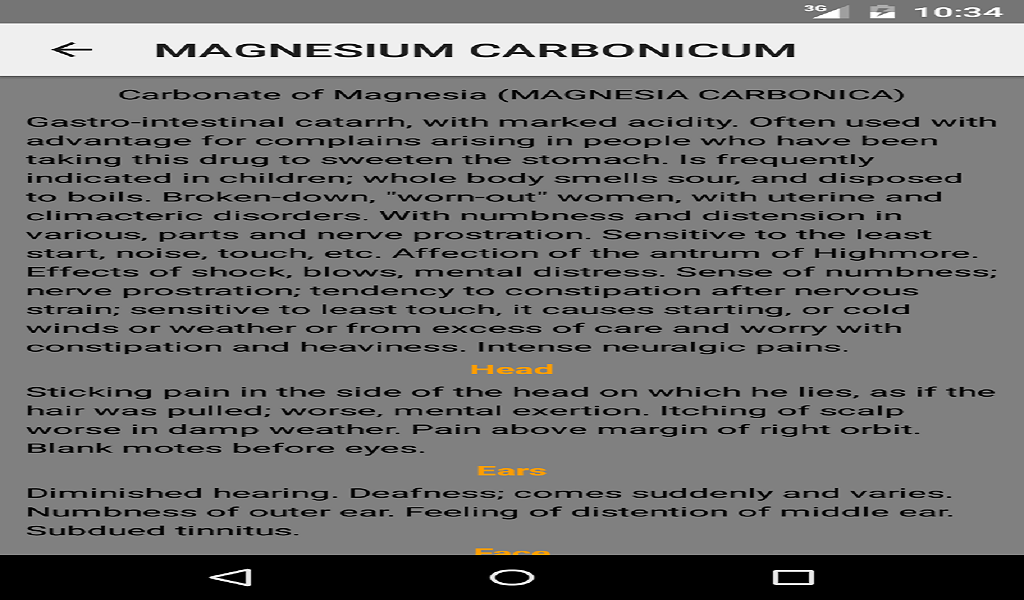 3G 10:34
MAGNESIUM CARBONICUM
Carbonate of Magnesia (MAGNESIA CARBONICA)
Gastro-intestinal catarrh, with marked acidity. Often used with
advantage for complains arising in people who have been
taking this drug to sweeten the stomach. Is frequently
indicated in children; whole body smells sour, and disposed
to boils. Broken-down, "worn-out" women, with uterine and
climacteric disorders. With numbness and distension in
various, parts and nerve prostration. Sensitive to the least
start, noise, touch, etc. Affection of the antrum of Highmore.
Effects of shock, blows, mental distress. Sense of numbness;
nerve prostration; tendency to constipation after nervous
strain; sensitive to least touch, it causes starting, or cold
winds or weather or from excess of care and worry with
constipation and heaviness. Intense neuralgic pains.
Head
Sticking pain in the side of the head on which he lies, as if the
hair was pulled; worse, mental exertion. Itching of scalp
worse in damp weather. Pain above margin of right orbit.
Blank motes before eyes.
Ears
Diminished hearing. Deafness; comes suddenly and varies.
Numbness of outer ear. Feeling of distention of middle ear.
Subdued tinnitus.
Face